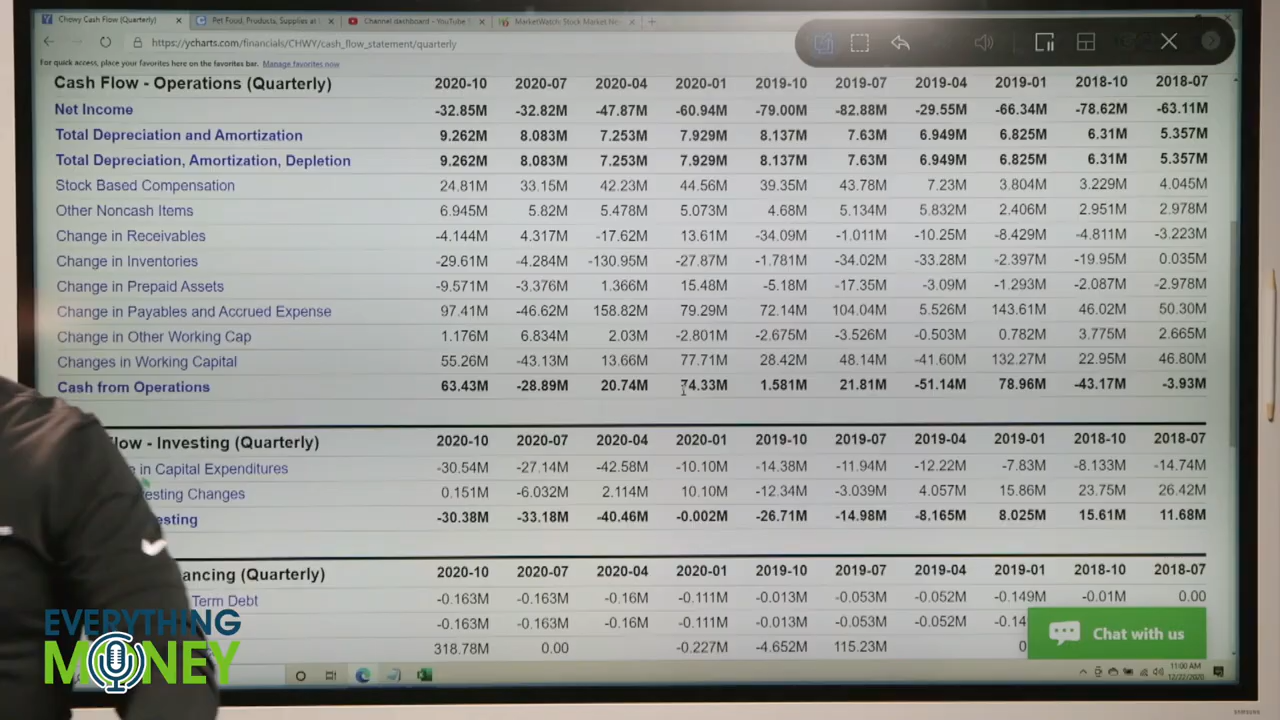 Chewy Cash Flow (Quarterly)
Pet Food, Products, Supplies at
Channel dashboard - YouTube
MarketWatch: Stock Market Ne
https://ycharts.com/financials/CHWY/cash_flow_statement/quarterly
For quick access, place your favorites here on the favorites bar. Manage favorites now
Cash Flow - Operations (Quarterly) 2020-10 2020-07 2020-04 2020-01 2019-10 2019-07 2019-04 2019-01 2018-10 2018-07
Net Income -32.85M -32.82M -47.87M -60.94M -79.00M -82.88M -29.55M -66.34M -78.62M -63.11M
Total Depreciation and Amortization 9.262M 8.083M 7.253M 7.929M 8.137M 7.63M 6.949M 6.825M 6.31M 5.357M
Total Depreciation, Amortization, Depletion 9.262M 8.083M 7.253M 7.929M 8.137M 7.63M 6.949M 6.825M 6.31M 5.357M
Stock Based Compensation 24.81M 33.15M 42.23M 44.56M 39.35M 43.78M 7.23M 3.804M 3.229M 4.045M
Other Noncash Items 6.945M 5.82M 5.478M 5.073M 4.68M 5.134M 5.832M 2.406M 2.951M 2.978M
Change in Receivables -4.144M 4.317M -17.62M 13.61M -34.09M -1.011M -10.25M -8.429M -4.811M -3.223M
Change in Inventories -29.61M -4.284M -130.95M -27.87M -1.781M -34.02M -33.28M -2.397M -19.95M 0.035M
Change in Prepaid Assets -9.571M -3.376M 1.366M 15.48M -5.18M -17.35M -3.09M -1.293M -2.087M -2.978M
Change in Payables and Accrued Expense 97.41M -46.62M 158.82M 79.29M 72.14M 104.04M 5.526M 143.61M 46.02M 50.30M
Change in Other Working Cap 1.176M 6.834M 2.03M -2.801M -2.675M -3.526M -0.503M 0.782M 3.775M 2.665M
Changes in Working Capital 55.26M -43.13M 13.66M 77.71M 28.42M 48.14M -41.60M 132.27M 22.95M 46.80M
Cash from Operations 63.43M -28.89M 20.74M 74.33M 1.581M 21.81M -51.14M 78.96M -43.17M -3.93M
low - Investing (Quarterly) 2020-10 2020-07 2020-04 2020-01 2019-10 2019-07 2019-04 2019-01 2018-10 2018-07
e in Capital Expenditures -30.54M -27.14M -42.58M -10.10M -14.38M -11.94M -12.22M -7.83M -8.133M -14.74M
vesting Changes 0.151M -6.032M 2.114M 10.10M -12.34M -3.039M 4.057M 15.86M 23.75M 26.42M
esting -30.38M -33.18M -40.46M -0.002M -26.71M -14.98M -8.165M 8.025M 15.61M 11.68M
ancing (Quarterly) 2020-10 2020-07 2020-04 2020-01 2019-10 2019-07 2019-04 2019-01 2018-10 2018-07
Term Debt -0.163M -0.163M -0.16M -0.111M -0.013M -0.053M -0.052M -0.149M -0.01M 0.00
-0.163M -0.163M -0.16M -0.111M -0.013M -0.053M -0.052M -0.14
318.78M 0.00 -0.227M -4.652M 115.23M 0
Chat with us
EVERYTHING
MONEY
11:00 AM
12/22/2020
SAMSUNG